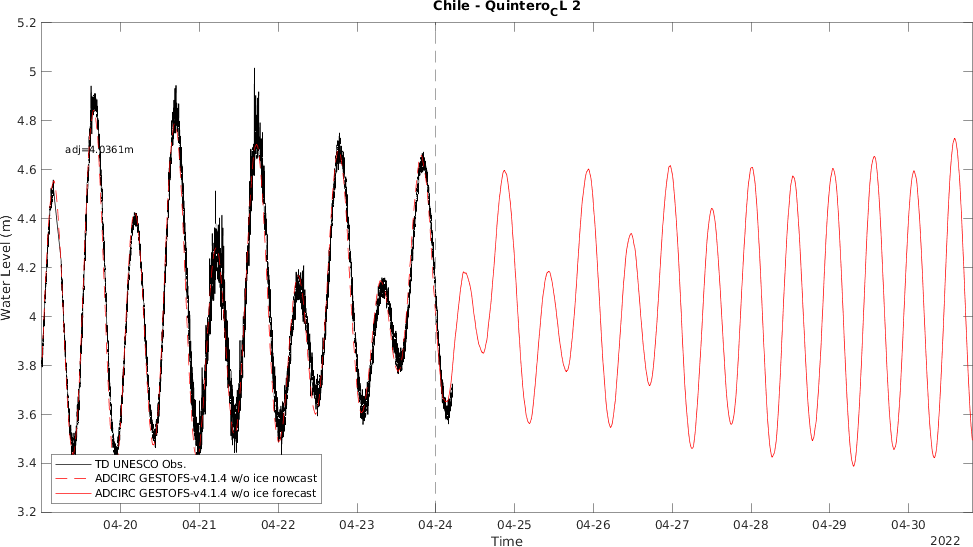 Chile - Quintero_CL 2
5.2
5
4.8
4.6
4.4
4.2
4
3.8
3.6
3.4
3.2
Water Level (m)
adj=4.0361m
TD UNESCO Obs.
ADCIRC GESTOFS-v4.1.4 w/o ice nowcast
ADCIRC GESTOFS-v4.1.4 w/o ice forecast
04-20 04-21 04-22 04-23 04-24 04-25 04-26 04-27 04-28 04-29 04-30
Time
2022